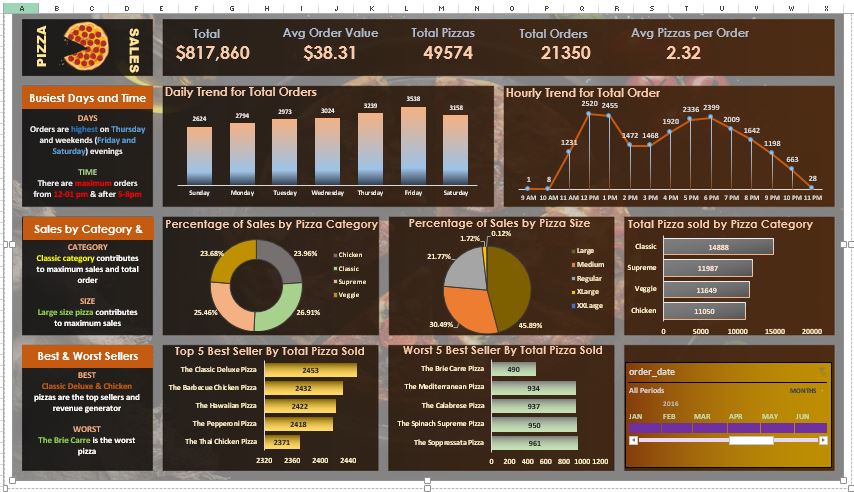 A B C D E F G H I J K L M N O P Q R S T U V W X
PIZZA
SALES
Total
$817,860
Avg Order Value
$38.31
Total Pizzas
49574
Total Orders
21350
Avg Pizzas per Order
2.32
Busiest Days and Time
DAYS
Orders are highest on Thursday
and weekends (Friday and
Saturday) evenings
TIME
There are maximum orders
from 12-01 pm & after 5-8pm
Daily Trend for Total Orders
2624 2794 2973 3024 3239 3538 3158
Sunday Monday Tuesday Wednesday Thursday Friday Saturday
Hourly Trend for Total Order
1 8 1231 2520 2455 1472 1468 1920 2336 2399 2009 1642 1198 663 28
9 AM 10 AM 11 AM 12 PM 1 PM 2 PM 3 PM 4 PM 5 PM 6 PM 7 PM 8 PM 9 PM 10 PM 11 PM
Sales by Category &
CATEGORY
Classic category contributes
to maximum sales and total
order
SIZE
Large size pizza contributes
to maximum sales
Percentage of Sales by Pizza Category
23.68%
23.96%
25.46%
26.91%
Chicken
Classic
Supreme
Veggie
Percentage of Sales by Pizza Size
1.72%
0.12%
21.77%
30.49%
45.89%
Large
Medium
Regular
XLarge
XXLarge
Total Pizza sold by Pizza Category
Classic 14888
Supreme 11987
Veggie 11649
Chicken 11050
0 5000 10000 15000 20000
Best & Worst Sellers
BEST
Classic Deluxe & Chicken
pizzas are the top sellers and
revenue generator
WORST
The Brie Carre is the worst
pizza
Top 5 Best Seller By Total Pizza Sold
The Classic Deluxe Pizza 2453
The Barbecue Chicken Pizza 2432
The Hawaiian Pizza 2422
The Pepperoni Pizza 2418
The Thai Chicken Pizza 2371
2320 2360 2400 2440
Worst 5 Best Seller By Total Pizza Sold
The Brie Carre Pizza 490
The Mediterranean Pizza 934
The Calabrese Pizza 937
The Spinach Supreme Pizza 950
The Soppressata Pizza 961
0 200 400 600 800 1000 1200
order_date
All Periods MONTHS
2016
JAN FEB MAR APR MAY JUN